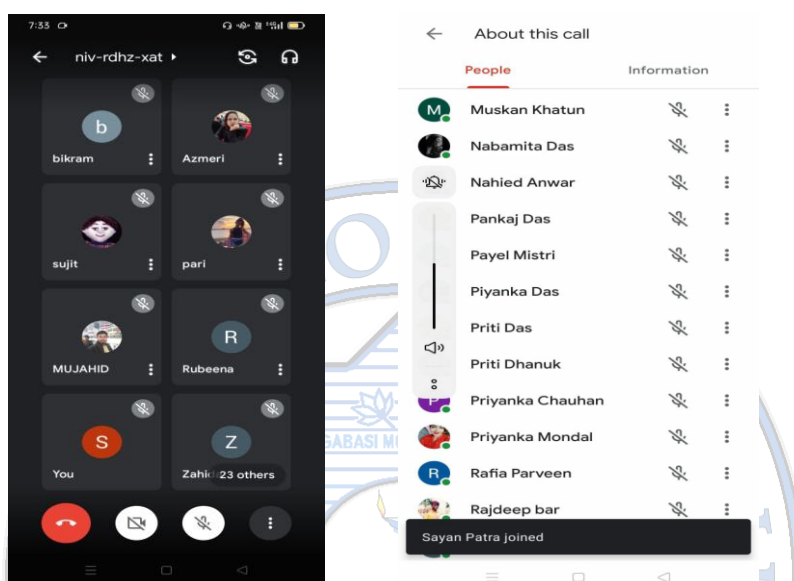 7:33
niv-rdhz-xat
b
bikram
Azmeri
sujit
pari
MUJAHID
R
Rubeena
S
You
Z
23 others
About this call
People
Information
M
Muskan Khatun
Nabamita Das
Nahied Anwar
Pankaj Das
Payel Mistri
Piyanka Das
Priti Das
Priti Dhanuk
Priyanka Chauhan
Priyanka Mondal
R
Rafia Parveen
Rajdeep bar
Sayan Patra joined